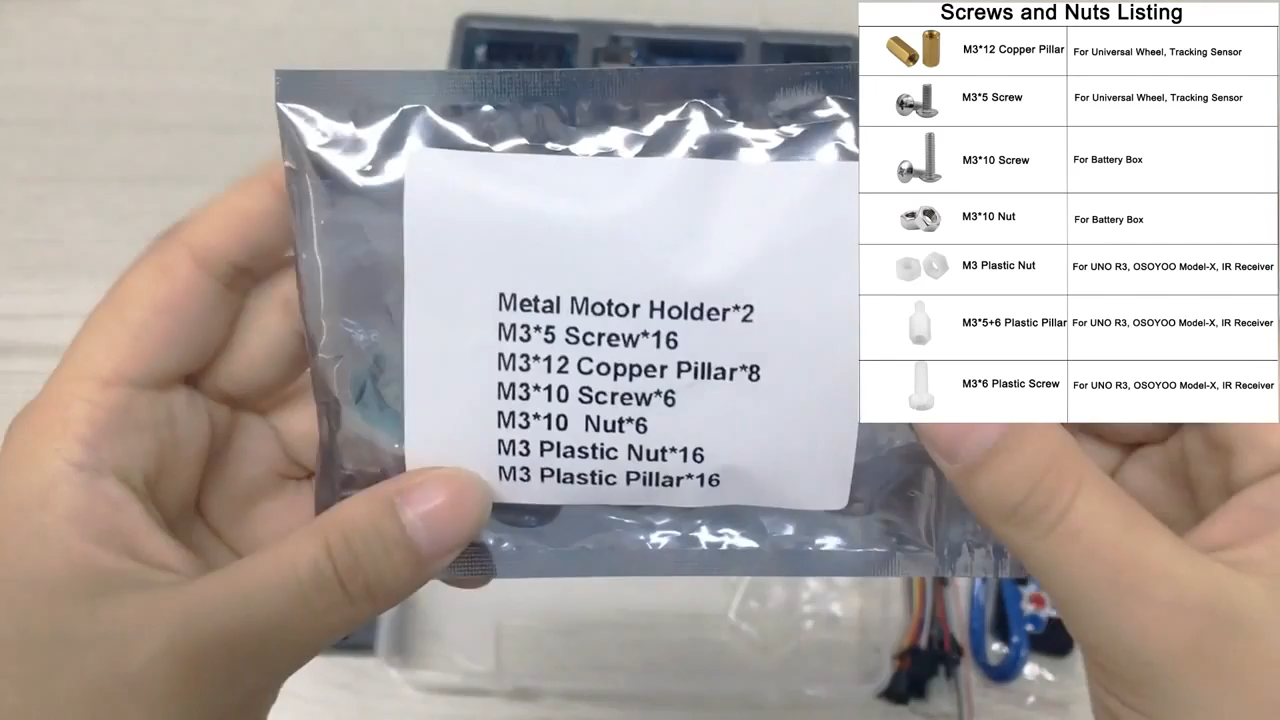 Screws and Nuts Listing
M3*12 Copper Pillar For Universal Wheel, Tracking Sensor
M3*5 Screw For Universal Wheel, Tracking Sensor
M3*10 Screw For Battery Box
M3*10 Nut For Battery Box
M3 Plastic Nut For UNO R3, OSOYOO Model-X, IR Receiver
M3*5+6 Plastic Pillar For UNO R3, OSOYOO Model-X, IR Receiver
M3*6 Plastic Screw For UNO R3, OSOYOO Model-X, IR Receiver
Metal Motor Holder*2
M3*5 Screw*16
M3*12 Copper Pillar*8
M3*10 Screw*6
M3*10 Nut*6
M3 Plastic Nut*16
M3 Plastic Pillar*16